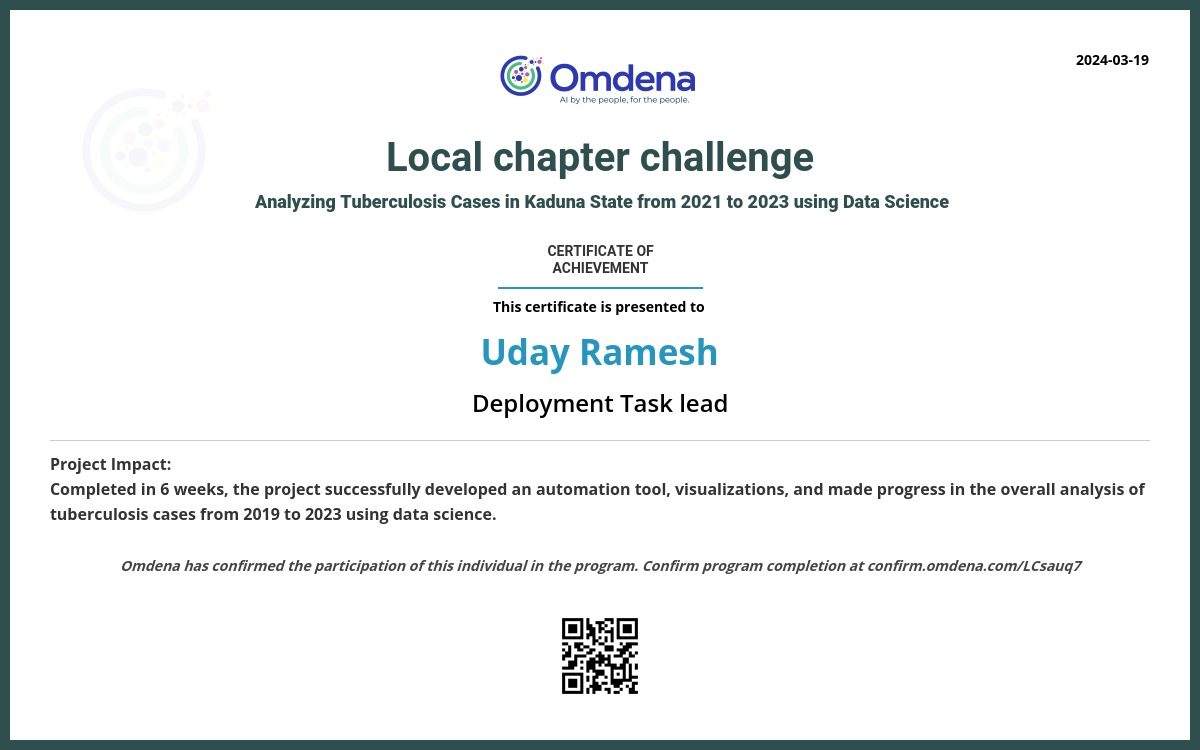 2024-03-19
Omdena
AI by the people, for the people.
Local chapter challenge
Analyzing Tuberculosis Cases in Kaduna State from 2021 to 2023 using Data Science
CERTIFICATE OF
ACHIEVEMENT
This certificate is presented to
Uday Ramesh
Deployment Task lead
Project Impact:
Completed in 6 weeks, the project successfully developed an automation tool, visualizations, and made progress in the overall analysis of
tuberculosis cases from 2019 to 2023 using data science.
Omdena has confirmed the participation of this individual in the program. Confirm program completion at confirm.omdena.com/LCsauq7